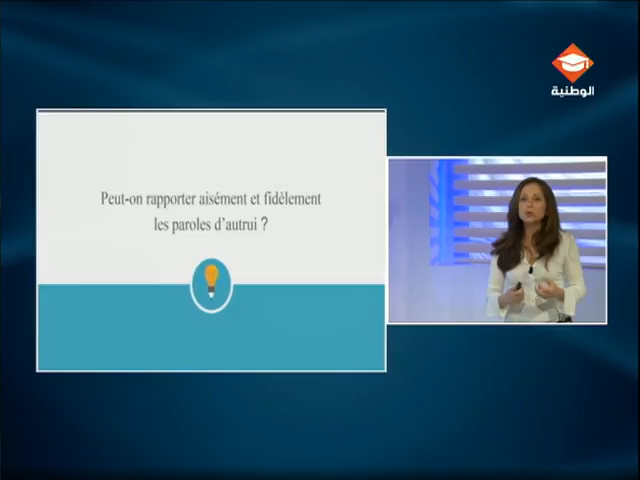 الوطنية
Peut-on rapporter aisément et fidèlement
les paroles d'autrui ?